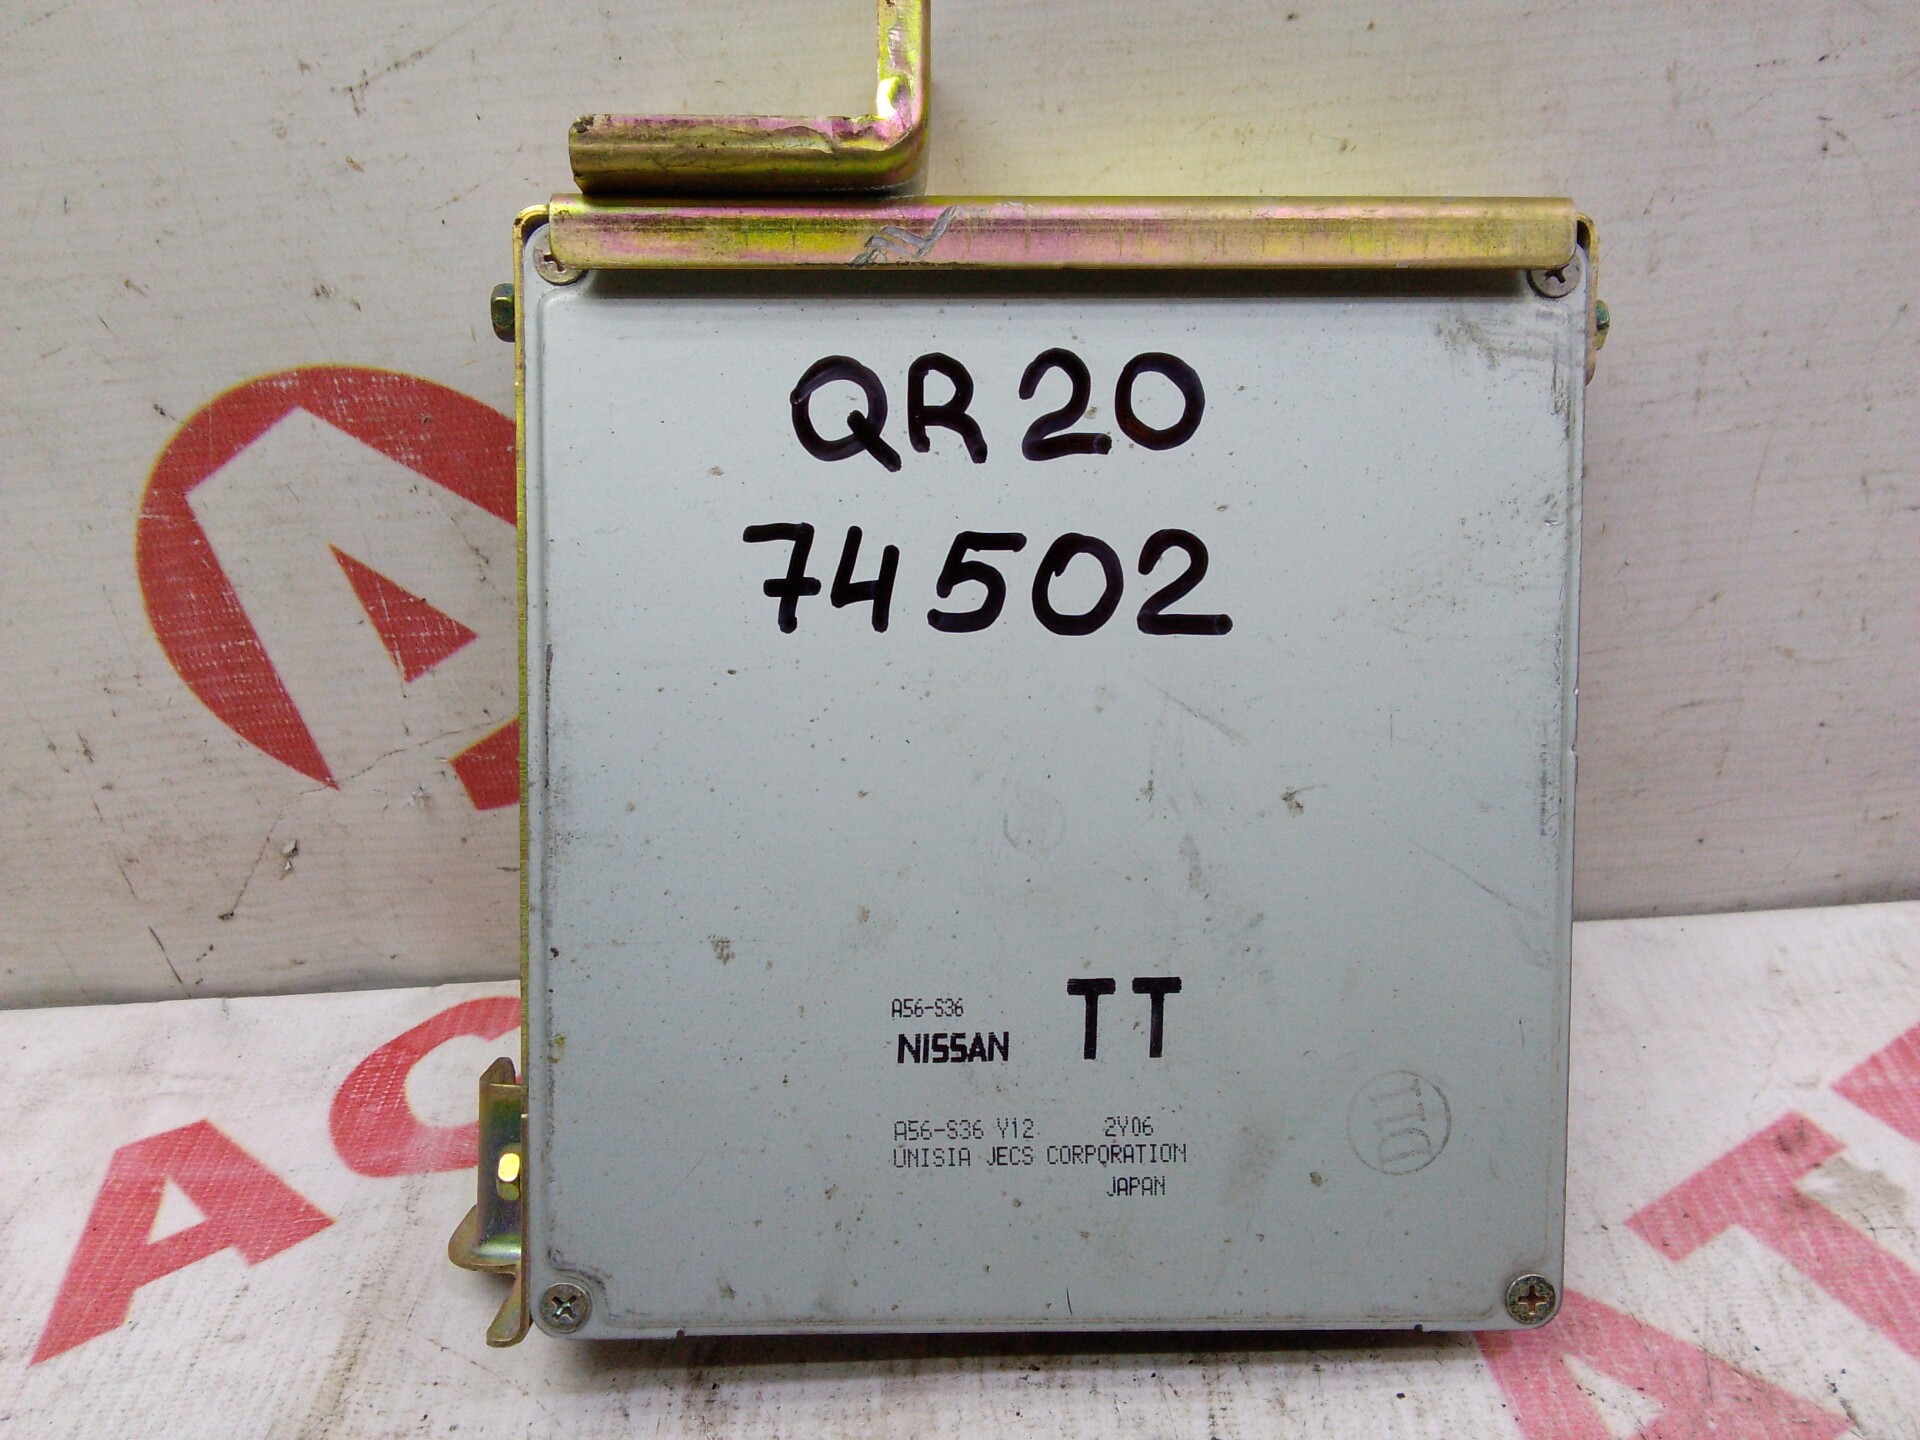 QR20
74502
A56-S36
NISSAN TT
A56-S36 Y12 2Y06
UNISIA JECS CORPORATION
JAPAN